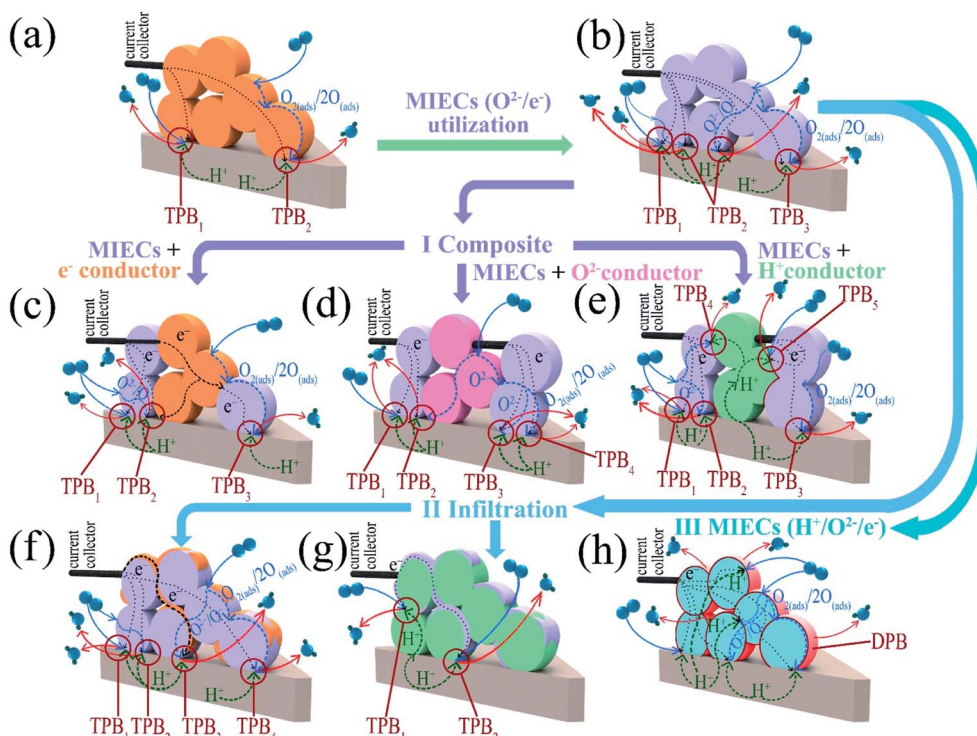 (a)
current
collector
O2(ads)/2O(ads)
H+
H+
TPB1
TPB2
MIECs (O2-/e-)
utilization
(b)
current
collector
O2-/O-
O2(ads)/2O(ads)
H+
H+
TPB1
TPB2
TPB3
I Composite
MIECs +
e- conductor
MIECs + O2-conductor
MIECs +
H+conductor
(c)
current
collector
e-
e-
O2-
O2(ads)/2O(ads)
e-
H+
H+
TPB1
TPB2
TPB3
(d)
current
collector
e-
e-
O2-
O2-
O2(ads)/2O(ads)
H+
H+
TPB1
TPB2
TPB3
TPB4
(e)
current
collector
TPB4
TPB5
e-
e-
H+
O2-
O2(ads)/2O(ads)
H+
H+
TPB1
TPB2
TPB3
II Infiltration
III MIECs (H+/O2-/e-)
(f)
current
collector
e-
e-
O2(ads)/2O(ads)
H+
H+
TPB1
TPB2
TPB3
TPB4
(g)
current
collector
e-
H+
H+
TPB1
TPB2
(h)
current
collector
e-
H+
H+
O2(ads)/2O(ads)
H+
H+
DPB